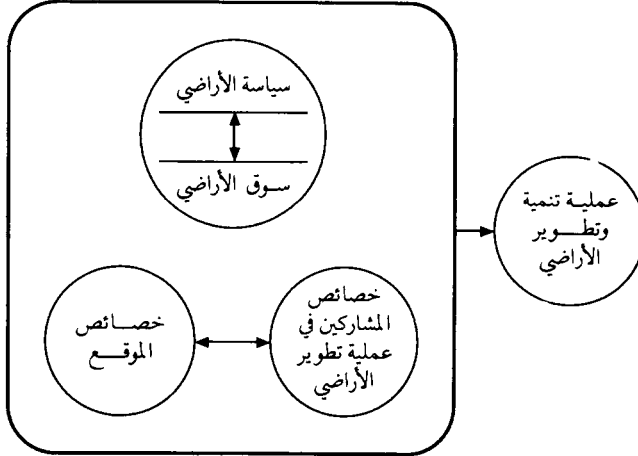 سياسة الأراضي
سوق الأراضي
عملية تنمية
وتطوير
الأراضي
خصائص
المشاركين في
عملية تطوير
الأراضي
خصائص
الموقع